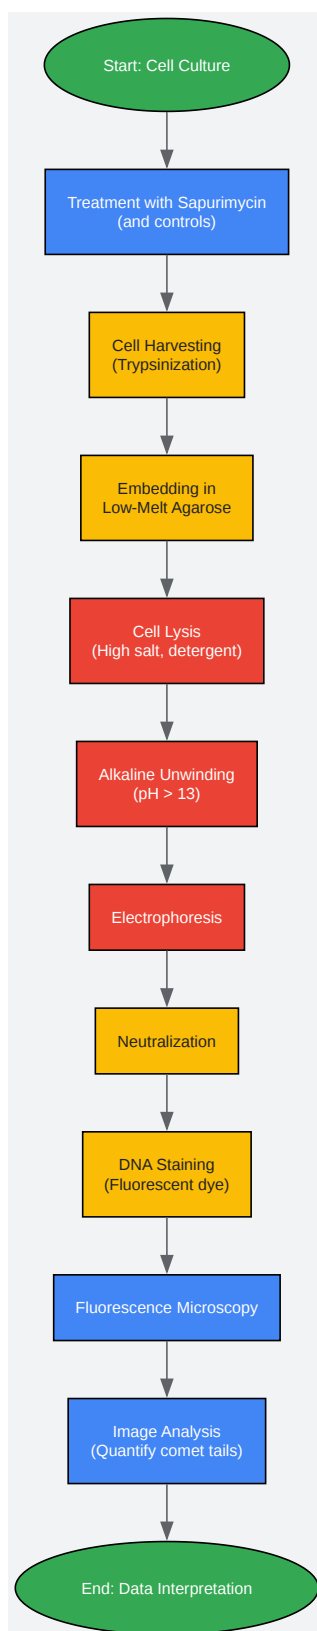 Start: Cell Culture
Treatment with Sapurimycin
(and controls)
Cell Harvesting
(Trypsinization)
Embedding in
Low-Melt Agarose
Cell Lysis
(High salt, detergent)
Alkaline Unwinding
(pH > 13)
Electrophoresis
Neutralization
DNA Staining
(Fluorescent dye)
Fluorescence Microscopy
Image Analysis
(Quantify comet tails)
End: Data Interpretation